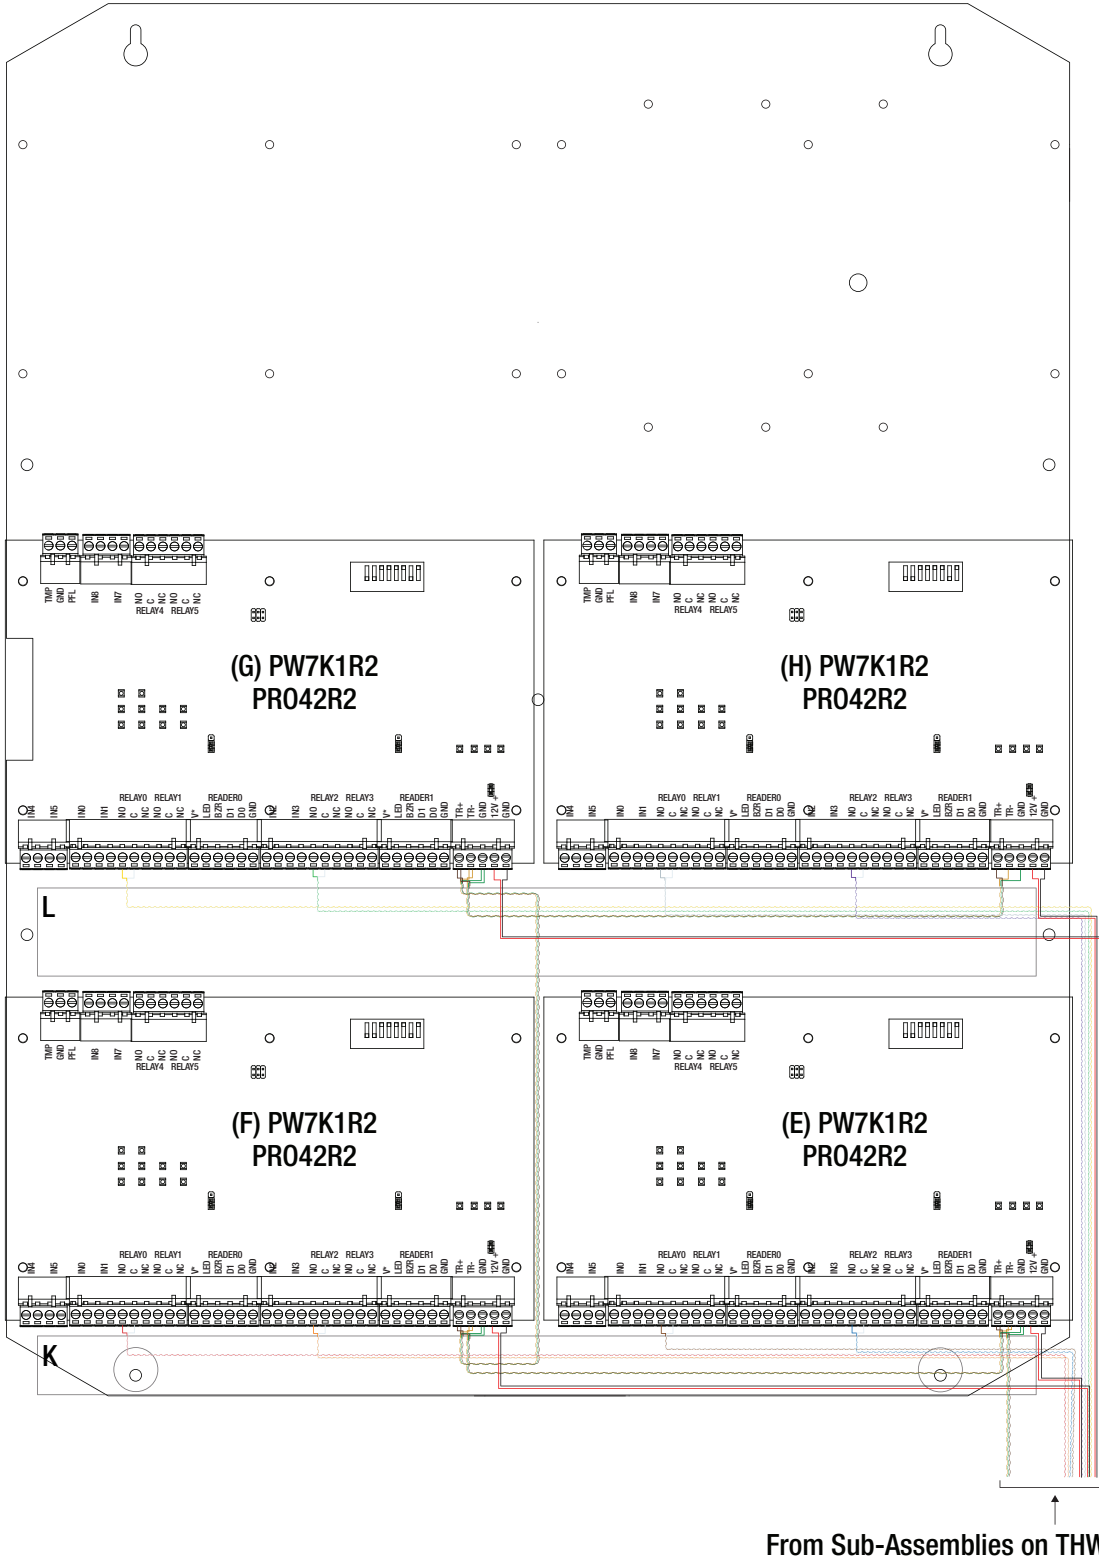 TMP GND PFL IN8 IN7 NO C NC NO C NC
RELAY4 RELAY5
TMP GND PFL IN8 IN7 NO C NC NO C NC
RELAY4 RELAY5
(G) PW7K1R2
PRO42R2
(H) PW7K1R2
PRO42R2
RELAY0 RELAY1 READER0 RELAY2 RELAY3 READER1
IN4 IN5 IN0 IN1 NO C NC NO C NC V* LED BZR D1 D0 GND IN2 IN3 NO C NC NO C NC V* LED BZR D1 D0 GND TR+ TR- GND 12V + GND
RELAY0 RELAY1 READER0 RELAY2 RELAY3 READER1
IN4 IN5 IN0 IN1 NO C NC NO C NC V* LED BZR D1 D0 GND IN2 IN3 NO C NC NO C NC V* LED BZR D1 D0 GND TR+ TR- GND 12V + GND
L
TMP GND PFL IN8 IN7 NO C NC NO C NC
RELAY4 RELAY5
TMP GND PFL IN8 IN7 NO C NC NO C NC
RELAY4 RELAY5
(F) PW7K1R2
PRO42R2
(E) PW7K1R2
PRO42R2
RELAY0 RELAY1 READER0 RELAY2 RELAY3 READER1
IN4 IN5 IN0 IN1 NO C NC NO C NC V* LED BZR D1 D0 GND IN2 IN3 NO C NC NO C NC V* LED BZR D1 D0 GND TR+ TR- GND 12V + GND
RELAY0 RELAY1 READER0 RELAY2 RELAY3 READER1
IN4 IN5 IN0 IN1 NO C NC NO C NC V* LED BZR D1 D0 GND IN2 IN3 NO C NC NO C NC V* LED BZR D1 D0 GND TR+ TR- GND 12V + GND
K
From Sub-Assemblies on THW